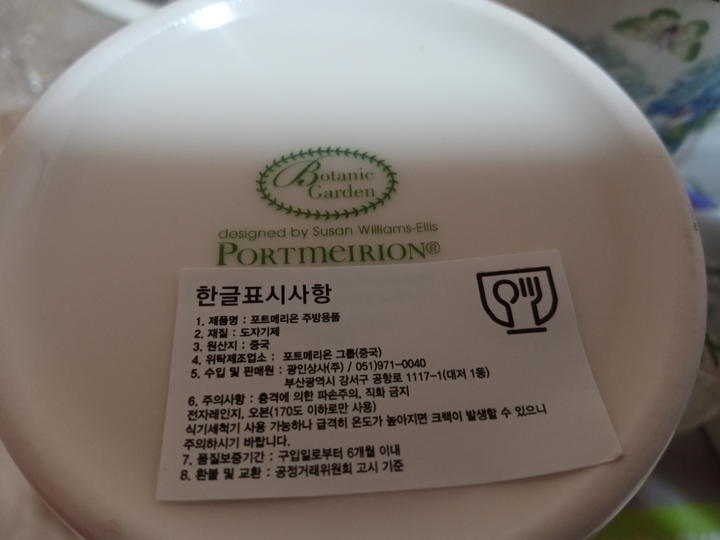 Botanic
Garden
designed by Susan Williams-Ellis
PORTMEIRION®
한글표시사항
1. 제품명 : 포트메리온 주방용품
2. 재질 : 도자기제
3. 원산지 : 중국
4. 위탁제조업소 : 포트메리온 그룹(중국)
5. 수입 및 판매원 : 광인상사(주) / 051)971-0040
부산광역시 강서구 공항로 1117-1(대저 1동)
6. 주의사항 : 충격에 의한 파손주의, 직화 금지
전자레인지, 오븐(170도 이하로만 사용)
식기세척기 사용 가능하나 급격히 온도가 높아지면 크랙이 발생할 수 있으니
주의하시기 바랍니다.
7. 품질보증기간 : 구입일로부터 6개월 이내
8. 환불 및 교환 : 공정거래위원회 고시 기준